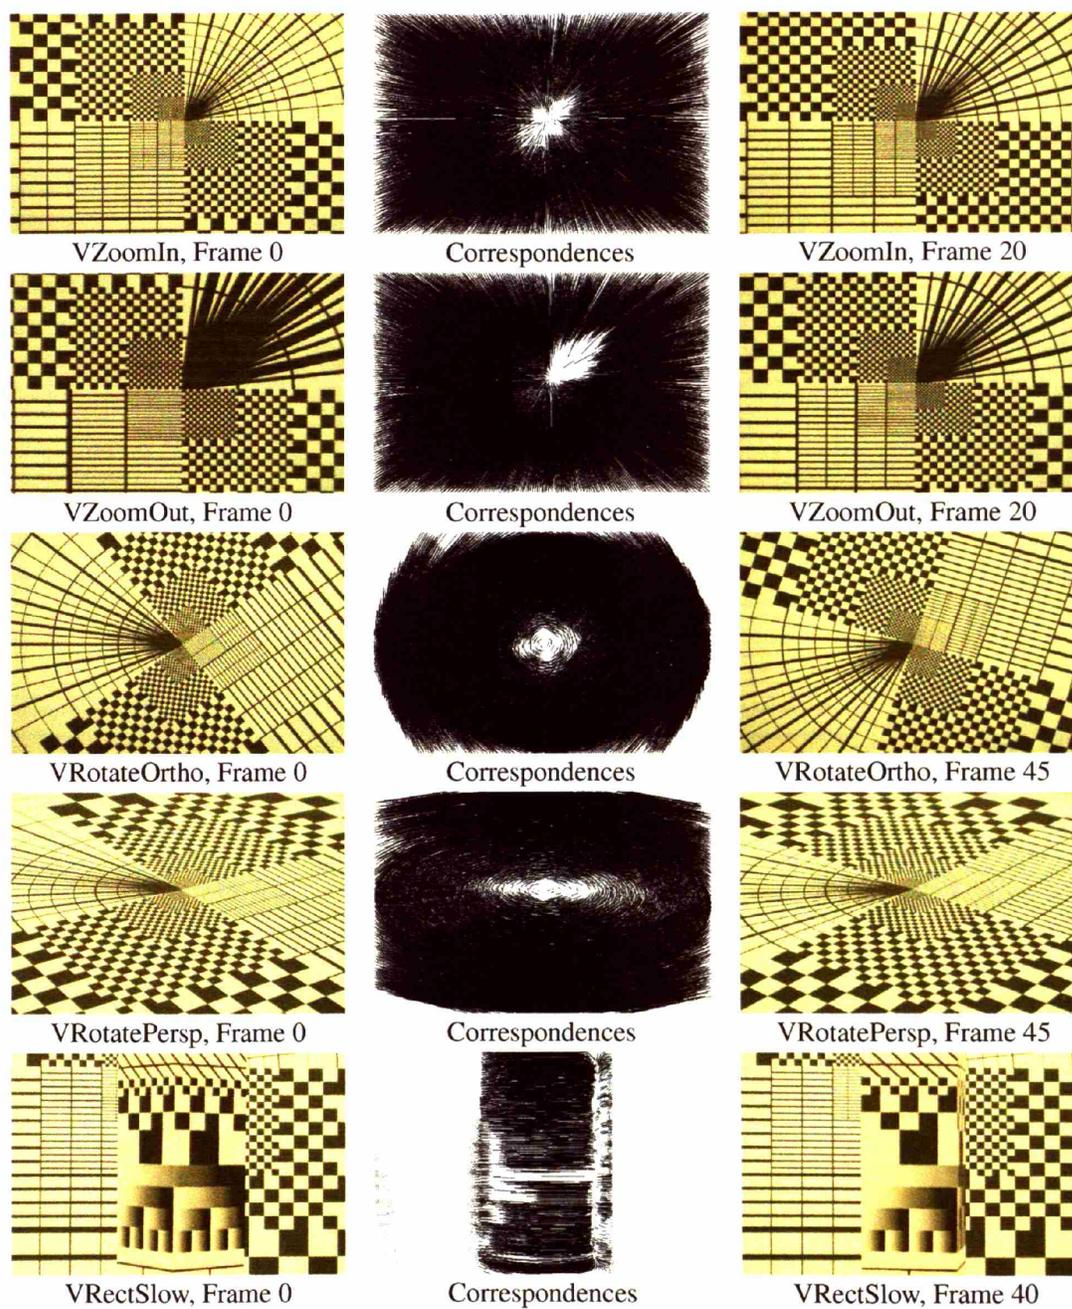 VZoomIn, Frame 0 Correspondences VZoomIn, Frame 20
VZoomOut, Frame 0 Correspondences VZoomOut, Frame 20
VRotateOrtho, Frame 0 Correspondences VRotateOrtho, Frame 45
VRotatePersp, Frame 0 Correspondences VRotatePersp, Frame 45
VRectSlow, Frame 0 Correspondences VRectSlow, Frame 40